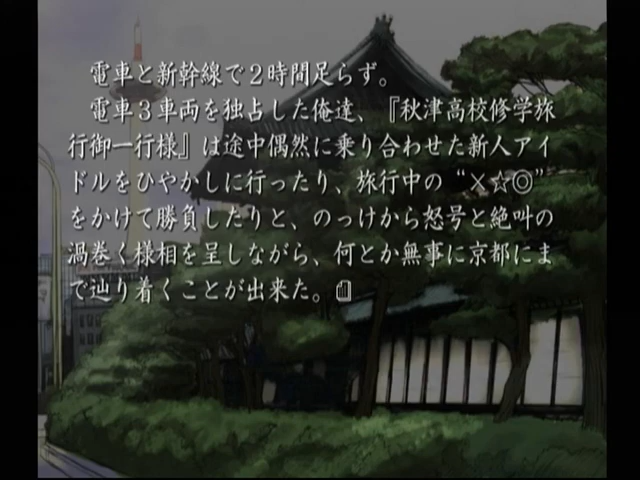 電車と新幹線で２時間足らず。
　電車３車両を独占した俺達、『秋津高校修学旅
行御一行様』は途中偶然に乗り合わせた新人アイ
ドルをひやかしに行ったり、旅行中の“×☆◎”
をかけて勝負したりと、のっけから怒号と絶叫の
渦巻く様相を呈しながら、何とか無事に京都にま
で辿り着くことが出来た。